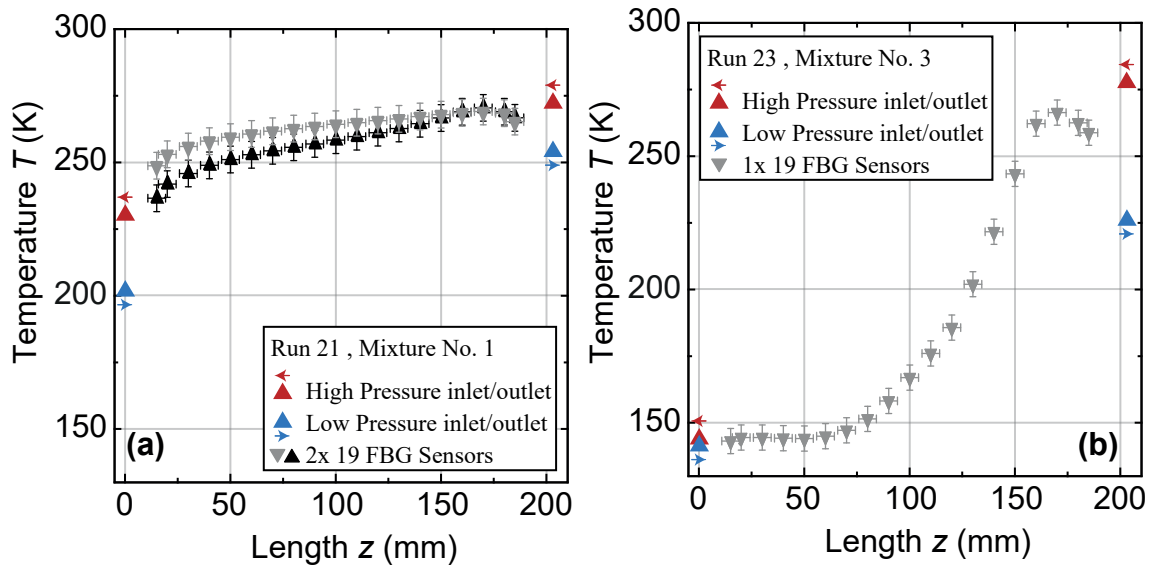 300
250
200
150
Temperature T (K)
0
50
100
150
200
Length z (mm)
Run 21 , Mixture No. 1
High Pressure inlet/outlet
Low Pressure inlet/outlet
2x 19 FBG Sensors
(a)
300
250
200
150
Temperature T (K)
0
50
100
150
200
Length z (mm)
Run 23 , Mixture No. 3
High Pressure inlet/outlet
Low Pressure inlet/outlet
1x 19 FBG Sensors
(b)